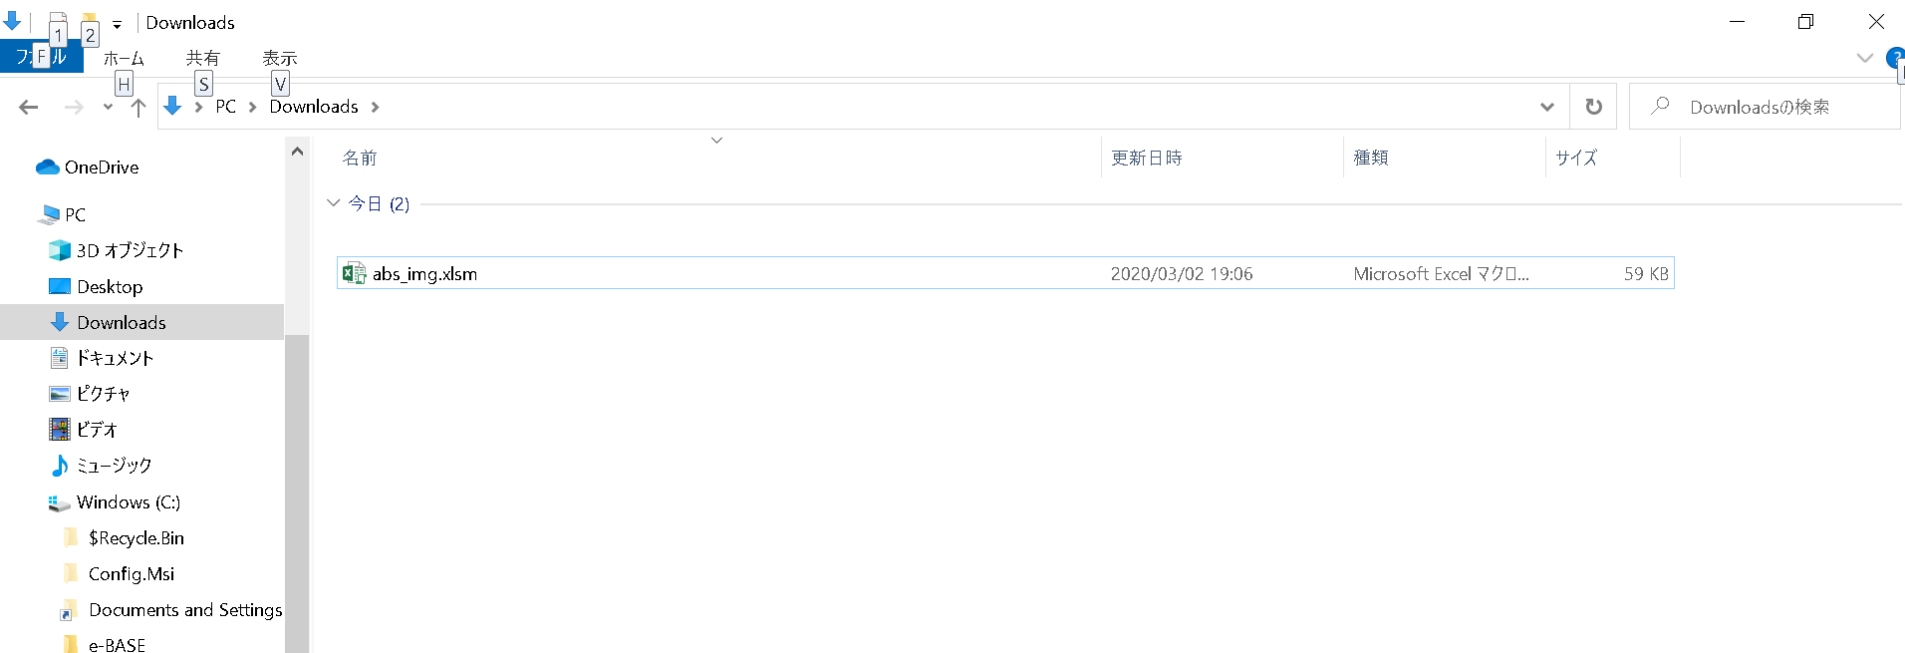 Downloads
1
2
ファイル
F
ホーム
共有
表示
H
S
V
PC
Downloads
Downloadsの検索
名前
更新日時
種類
サイズ
今日 (2)
abs_img.xlsm
2020/03/02 19:06
Microsoft Excel マクロ...
59 KB
OneDrive
PC
3D オブジェクト
Desktop
Downloads
ドキュメント
ピクチャ
ビデオ
ミュージック
Windows (C:)
$Recycle.Bin
Config.Msi
Documents and Settings
e-BASE